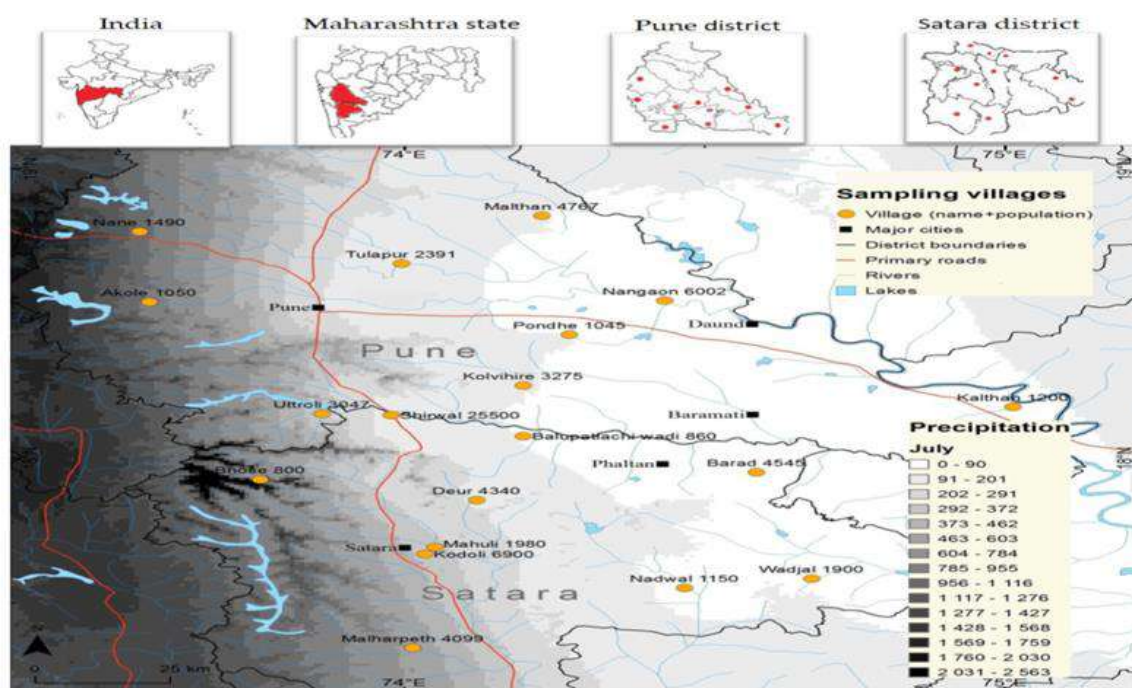 India
Maharashtra state
Pune district
Satara district
74°E
75°E
19°N
19°N
Sampling villages
Village (name+population)
Major cities
District boundaries
Primary roads
Rivers
Lakes
Malthan 4767
Nane 1490
Tulapur 2391
Akole 1050
Nangaon 6002
Pune
Daund
Pondhe 1045
Pune
Kolvihire 3275
Kalthan 1200
Uttroli 3047
Shirwal 25500
Baramati
Balopatlachi wadi 860
Phaltan
Barad 4545
18°N
Deur 4340
Mahuli 1980
Satara
Kodoli 6900
Nadwal 1150
Wadjal 1900
Satara
Malharpeth 4099
Precipitation
July
0 - 90
91 - 201
202 - 291
292 - 372
373 - 462
463 - 603
604 - 784
785 - 955
956 - 1 116
1 117 - 1 276
1 277 - 1 427
1 428 - 1 568
1 569 - 1 759
1 760 - 2 030
2 031 - 2 563
0
25 km
74°E
75°E